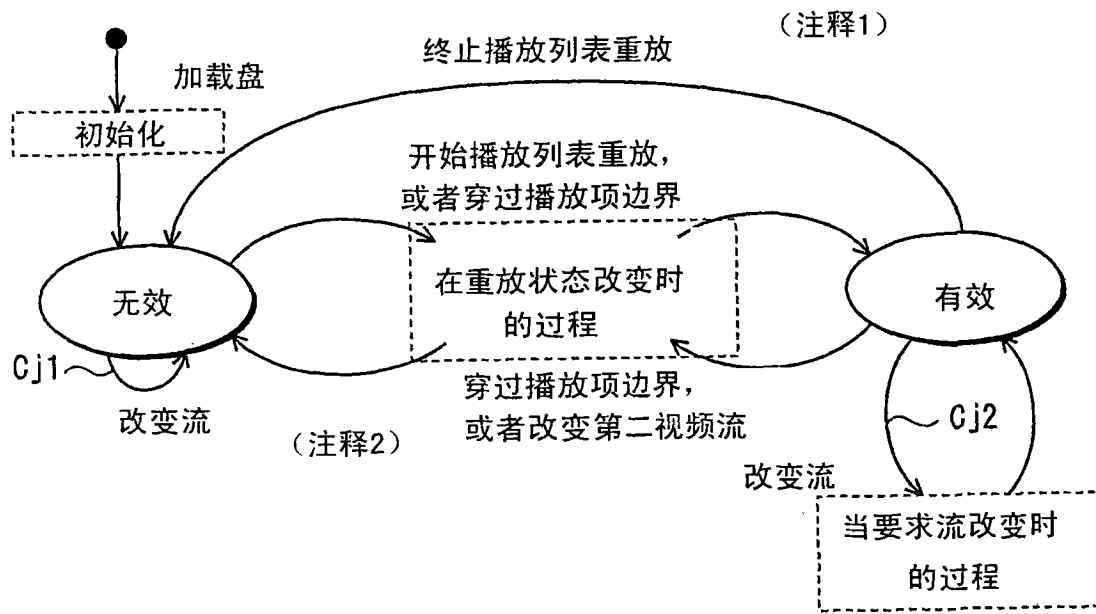 （注释1）
终止播放列表重放
加载盘
初始化
开始播放列表重放，
或者穿过播放项边界
无效
在重放状态改变时
的过程
有效
Cj1
改变流
（注释2）
穿过播放项边界，
或者改变第二视频流
Cj2
改变流
当要求流改变时
的过程